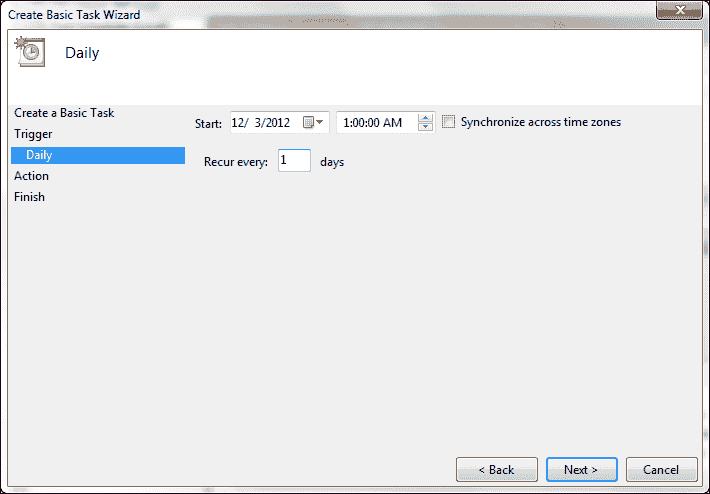 Create Basic Task Wizard
Daily
Create a Basic Task
Trigger
Daily
Action
Finish
Start: 12/ 3/2012 1:00:00 AM Synchronize across time zones
Recur every: 1 days
< Back Next > Cancel